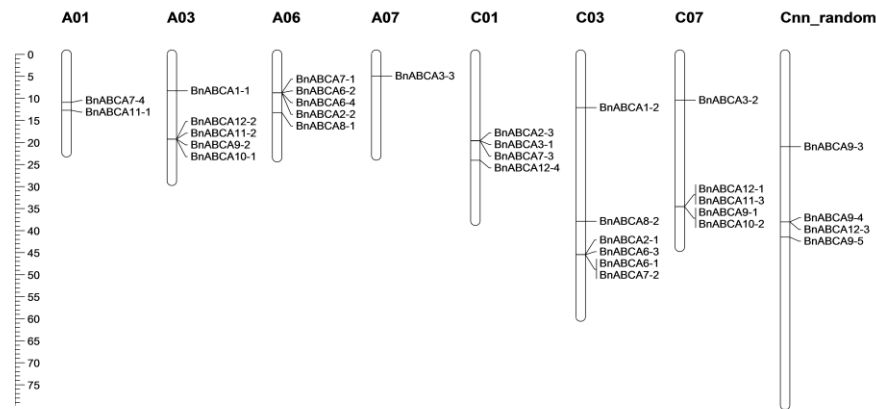 A01 A03 A06 A07 C01 C03 C07 Cnn_random
0
5
10
15
20
25
30
35
40
45
50
55
60
65
70
75
BnABCA7-4
BnABCA11-1
BnABCA1-1
BnABCA12-2
BnABCA11-2
BnABCA9-2
BnABCA10-1
BnABCA7-1
BnABCA6-2
BnABCA6-4
BnABCA2-2
BnABCA8-1
BnABCA3-3
BnABCA2-3
BnABCA3-1
BnABCA7-3
BnABCA12-4
BnABCA1-2
BnABCA8-2
BnABCA2-1
BnABCA6-3
BnABCA6-1
BnABCA7-2
BnABCA3-2
BnABCA12-1
BnABCA11-3
BnABCA9-1
BnABCA10-2
BnABCA9-3
BnABCA9-4
BnABCA12-3
BnABCA9-5